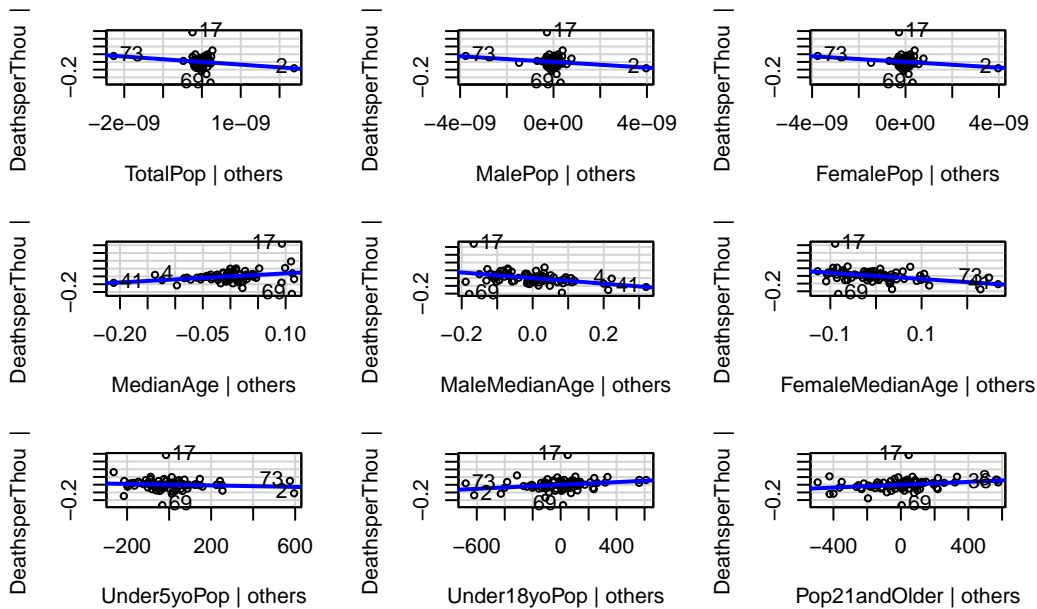 DeathsperThou |
−0.2
17
73
2
69
−2e−09 1e−09
TotalPop | others
DeathsperThou |
−0.2
17
73
2
69
−4e−09 0e+00 4e−09
MalePop | others
DeathsperThou |
−0.2
17
73
2
69
−4e−09 0e+00 4e−09
FemalePop | others
DeathsperThou |
−0.2
17
41
4
69
−0.20 −0.05 0.10
MedianAge | others
DeathsperThou |
−0.2
17
4
41
69
−0.2 0.0 0.2
MaleMedianAge | others
DeathsperThou |
−0.2
17
73
69
−0.1 0.1
FemaleMedianAge | others
DeathsperThou |
−0.2
17
73
2
69
−200 200 600
Under5yoPop | others
DeathsperThou |
−0.2
17
73
2
69
−600 0 400
Under18yoPop | others
DeathsperThou |
−0.2
17
69
−400 0 400
Pop21andOlder | others